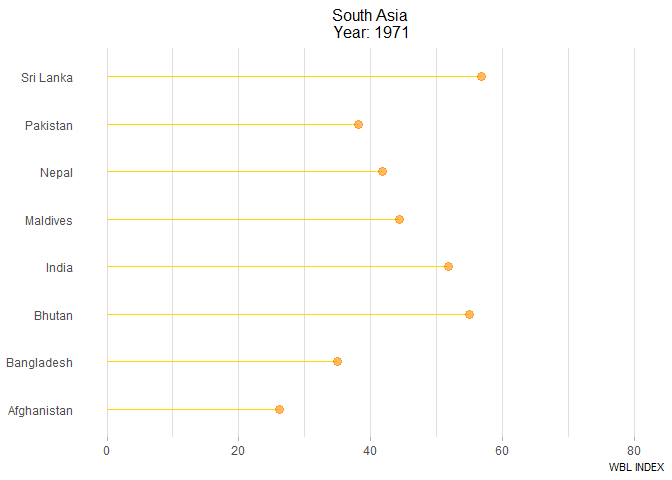 South Asia
Year: 1971
Sri Lanka
Pakistan
Nepal
Maldives
India
Bhutan
Bangladesh
Afghanistan
0 20 40 60 80
WBL INDEX